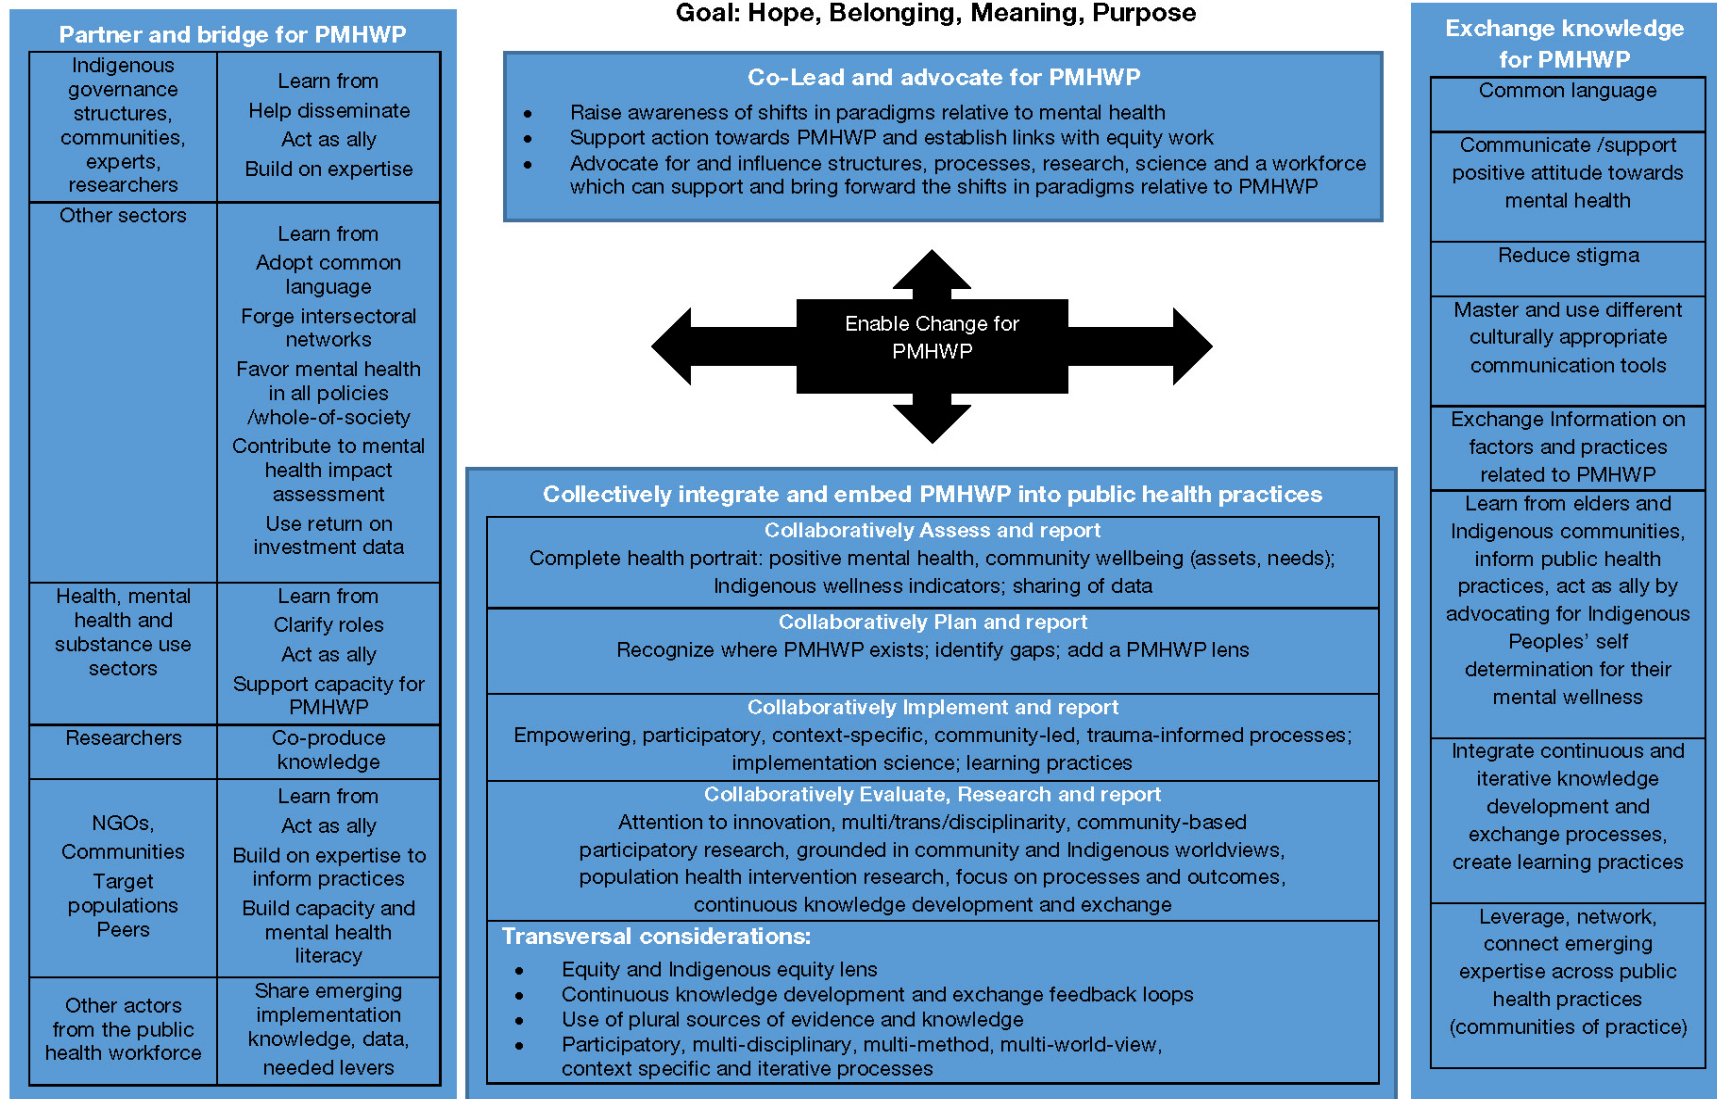 Goal: Hope, Belonging, Meaning, Purpose
Partner and bridge for PMHWP
Indigenous
governance
structures,
communities,
experts,
researchers
Learn from
Help disseminate
Act as ally
Build on expertise
Other sectors
Learn from
Adopt common
language
Forge intersectoral
networks
Favor mental health
in all policies
/whole-of-society
Contribute to mental
health impact
assessment
Use return on
investment data
Health, mental
health and
substance use
sectors
Learn from
Clarify roles
Act as ally
Support capacity for
PMHWP
Researchers
Co-produce
knowledge
NGOs,
Communities
Target
populations
Peers
Learn from
Act as ally
Build on expertise to
inform practices
Build capacity and
mental health
literacy
Other actors
from the public
health workforce
Share emerging
implementation
knowledge, data,
needed levers
Co-Lead and advocate for PMHWP
• Raise awareness of shifts in paradigms relative to mental health
• Support action towards PMHWP and establish links with equity work
• Advocate for and influence structures, processes, research, science and a workforce
which can support and bring forward the shifts in paradigms relative to PMHWP
Enable Change for
PMHWP
Collectively integrate and embed PMHWP into public health practices
Collaboratively Assess and report
Complete health portrait: positive mental health, community wellbeing (assets, needs);
Indigenous wellness indicators; sharing of data
Collaboratively Plan and report
Recognize where PMHWP exists; identify gaps; add a PMHWP lens
Collaboratively Implement and report
Empowering, participatory, context-specific, community-led, trauma-informed processes;
implementation science; learning practices
Collaboratively Evaluate, Research and report
Attention to innovation, multi/trans/disciplinarity, community-based
participatory research, grounded in community and Indigenous worldviews,
population health intervention research, focus on processes and outcomes,
continuous knowledge development and exchange
Transversal considerations:
• Equity and Indigenous equity lens
• Continuous knowledge development and exchange feedback loops
• Use of plural sources of evidence and knowledge
• Participatory, multi-disciplinary, multi-method, multi-world-view,
context specific and iterative processes
Exchange knowledge
for PMHWP
Common language
Communicate /support
positive attitude towards
mental health
Reduce stigma
Master and use different
culturally appropriate
communication tools
Exchange Information on
factors and practices
related to PMHWP
Learn from elders and
Indigenous communities,
inform public health
practices, act as ally by
advocating for Indigenous
Peoples’ self
determination for their
mental wellness
Integrate continuous and
iterative knowledge
development and
exchange processes,
create learning practices
Leverage, network,
connect emerging
expertise across public
health practices
(communities of practice)